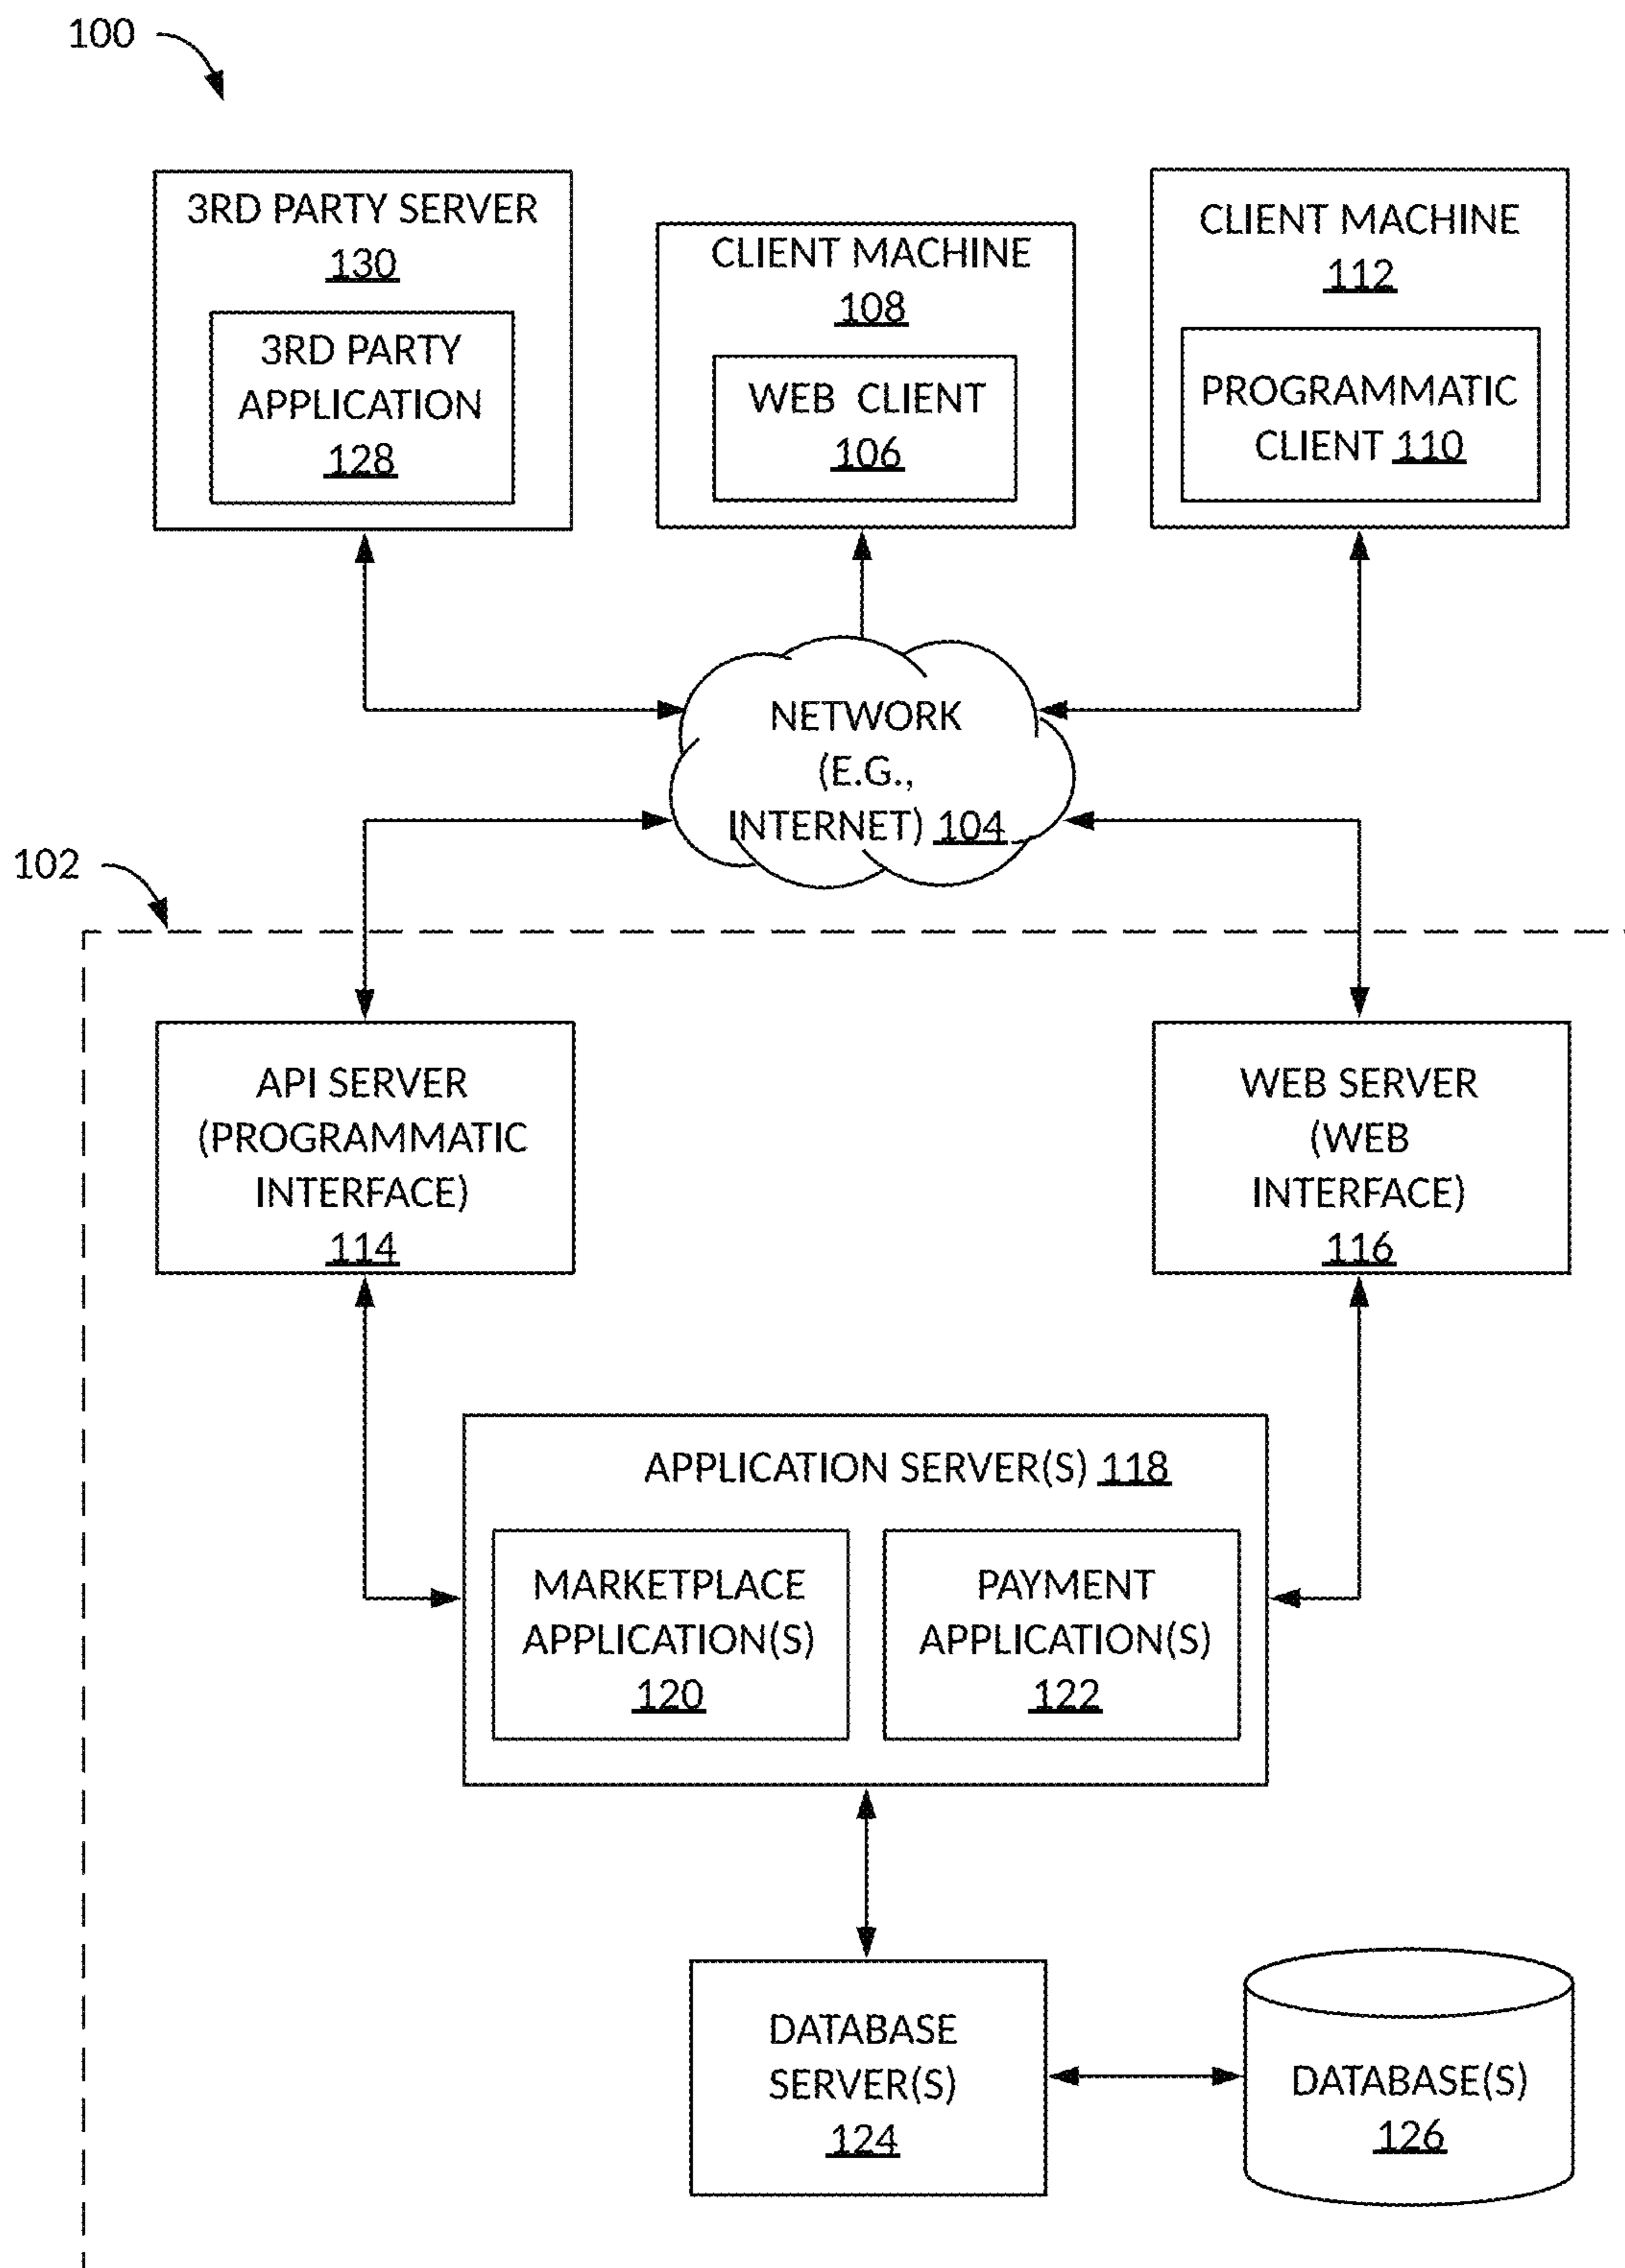 100
3RD PARTY SERVER
130
3RD PARTY
APPLICATION
128
CLIENT MACHINE
108
WEB CLIENT
106
CLIENT MACHINE
112
PROGRAMMATIC
CLIENT 110
NETWORK
(E.G.,
INTERNET) 104
102
API SERVER
(PROGRAMMATIC
INTERFACE)
114
WEB SERVER
(WEB
INTERFACE)
116
APPLICATION SERVER(S) 118
MARKETPLACE
APPLICATION(S)
120
PAYMENT
APPLICATION(S)
122
DATABASE
SERVER(S)
124
DATABASE(S)
126